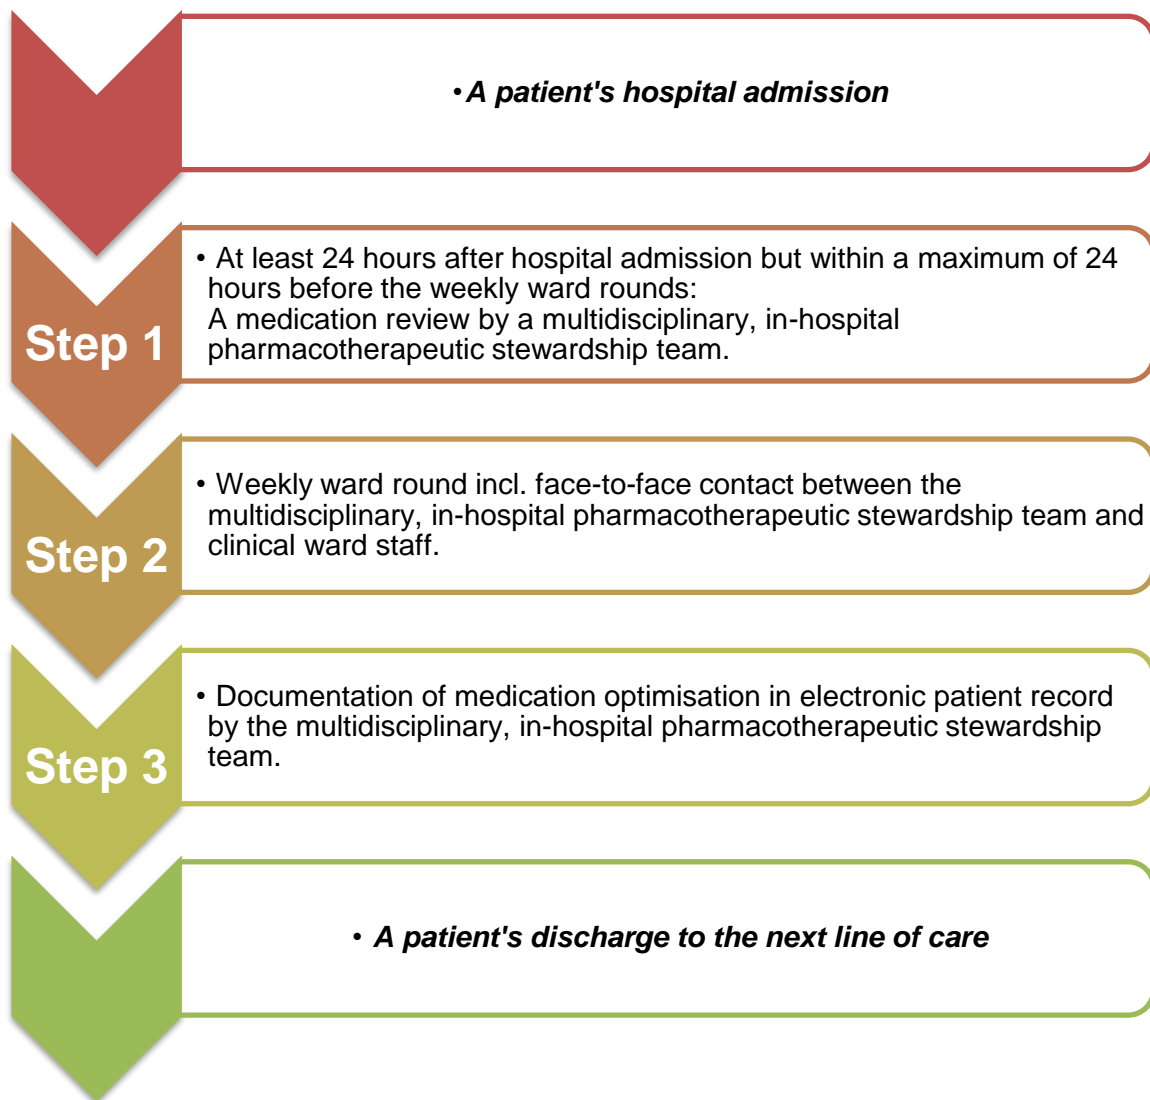 • A patient's hospital admission
Step 1
• At least 24 hours after hospital admission but within a maximum of 24
hours before the weekly ward rounds:
A medication review by a multidisciplinary, in-hospital
pharmacotherapeutic stewardship team.
Step 2
• Weekly ward round incl. face-to-face contact between the
multidisciplinary, in-hospital pharmacotherapeutic stewardship team and
clinical ward staff.
Step 3
• Documentation of medication optimisation in electronic patient record
by the multidisciplinary, in-hospital pharmacotherapeutic stewardship
team.
• A patient's discharge to the next line of care